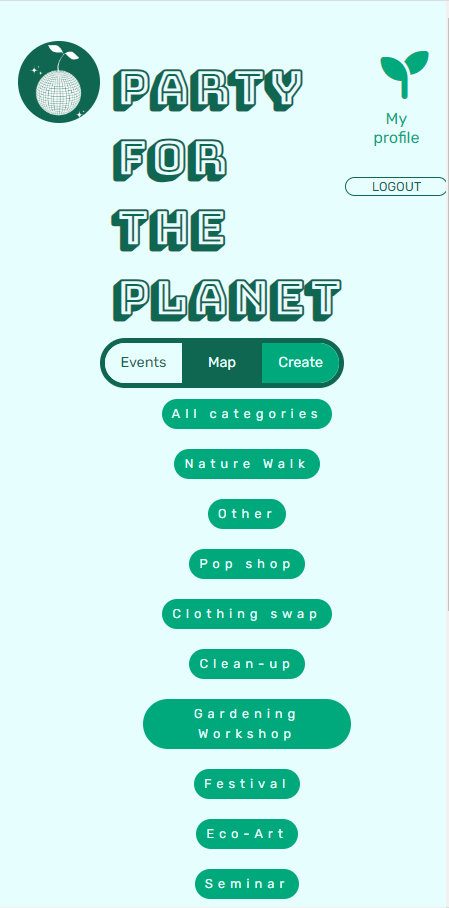 PARTY
FOR
THE
PLANET
My
profile
LOGOUT
Events Map Create
All categories
Nature Walk
Other
Pop shop
Clothing swap
Clean-up
Gardening
Workshop
Festival
Eco-Art
Seminar